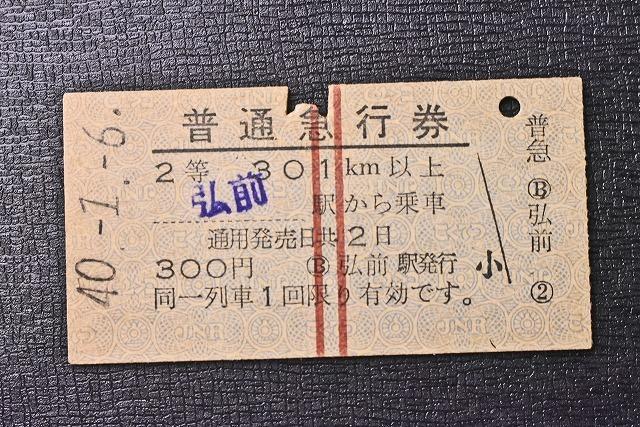 普通急行券
2等 301km以上
弘前 駅から乗車
通用発売日共2日
300円 Ⓑ弘前駅発行
同一列車1回限り有効です。
小
40.-1.-6.
普急 Ⓑ弘前 ②